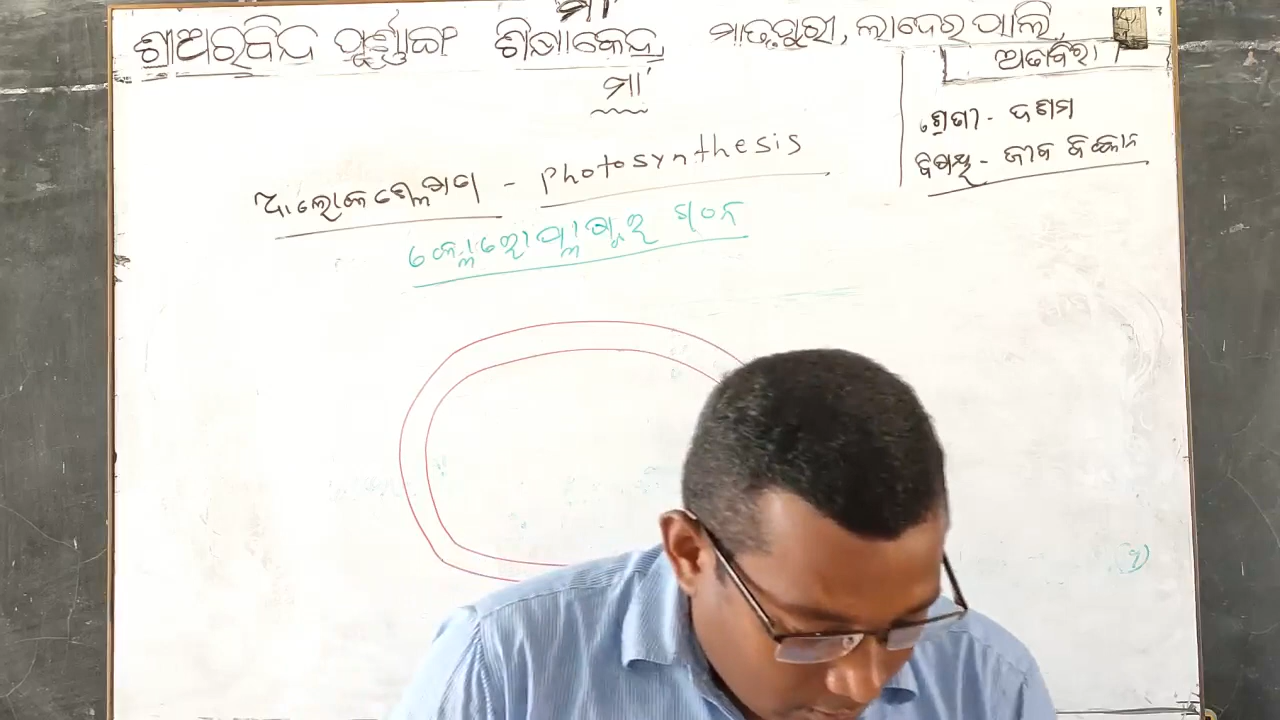 ମା
ଶ୍ରୀଅରବିନ୍ଦ ପୂର୍ଣ୍ଣାଙ୍ଗ ଶିକ୍ଷାକେନ୍ଦ୍ର ମାତୃପୁରୀ, ଲାଦେର ପାଲି,
ଅତାବିରା
ମା
ଶ୍ରେଣୀ - ଦଶମ
ବିଷୟ - ଜୀବ ବିଜ୍ଞାନ
ଆଲୋକଶ୍ଳେଷଣ - Photosynthesis
କ୍ଲୋରୋପ୍ଲାଷ୍ଟର ଗଠନ